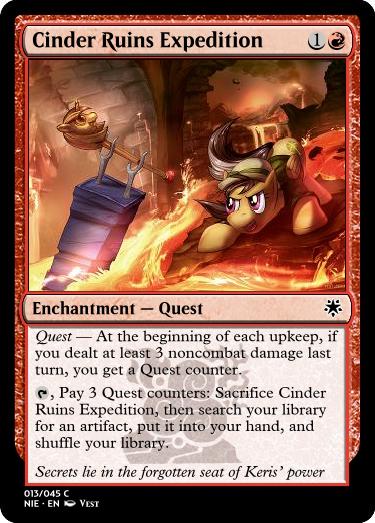 Cinder Ruins Expedition 1
Enchantment — Quest
Quest — At the beginning of each upkeep, if
you dealt at least 3 noncombat damage last
turn, you get a Quest counter.
, Pay 3 Quest counters: Sacrifice Cinder
Ruins Expedition, then search your library
for an artifact, put it into your hand, and
shuffle your library.
Secrets lie in the forgotten seat of Keris' power
013/045 C
NIE • EN VEST